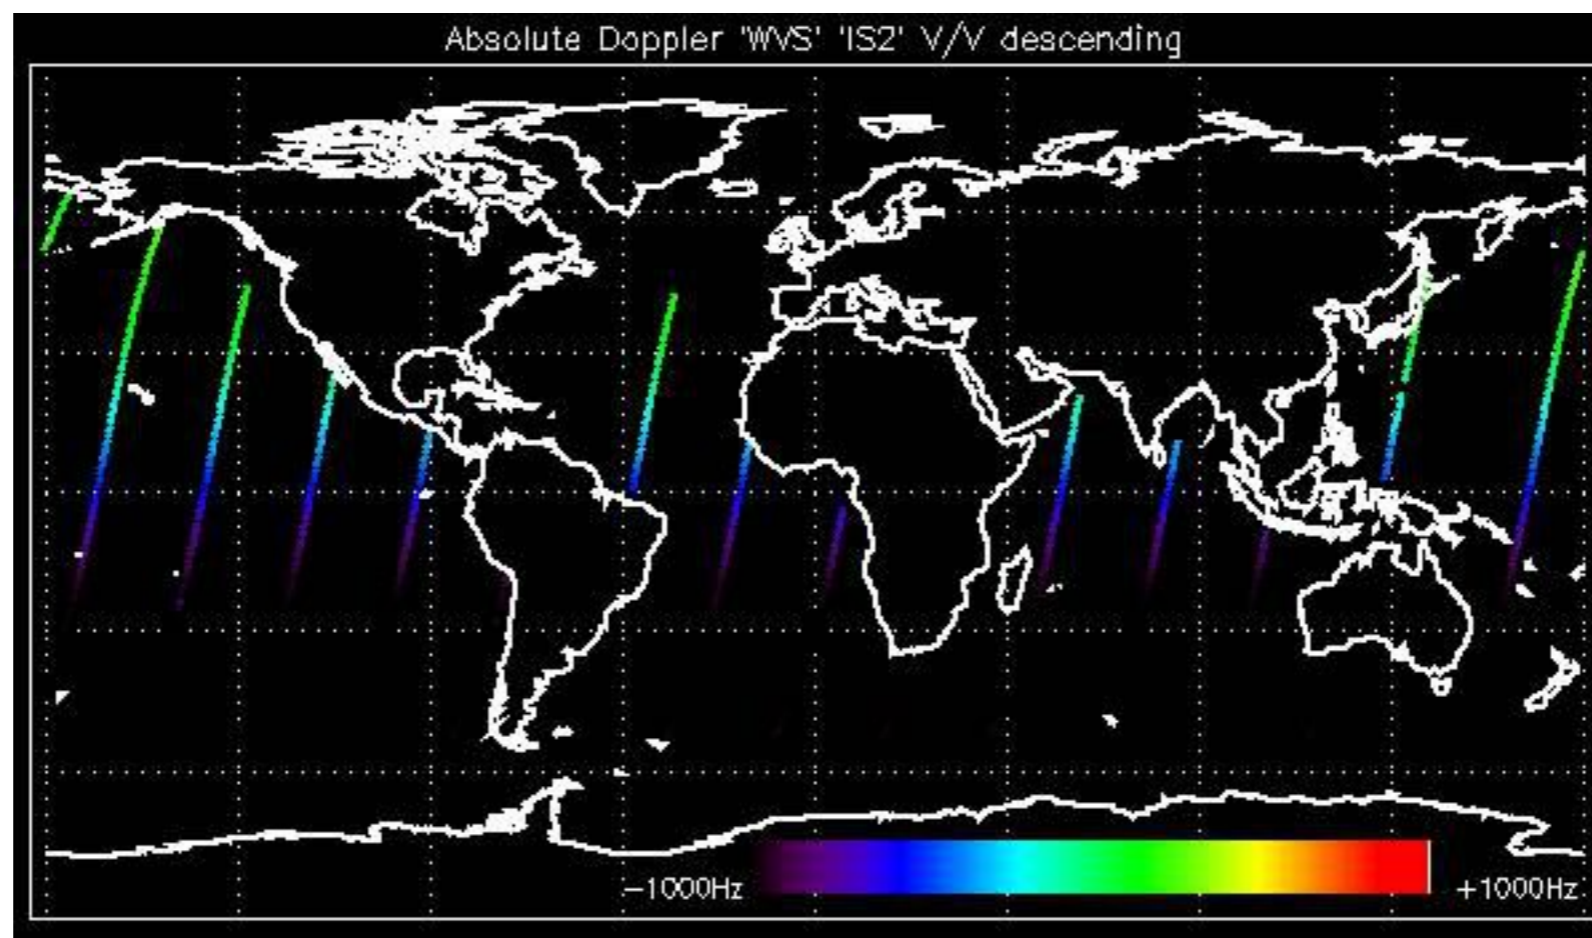 Absolute Doppler 'WVS' 'IS2' V/V descending
-1000Hz +1000Hz